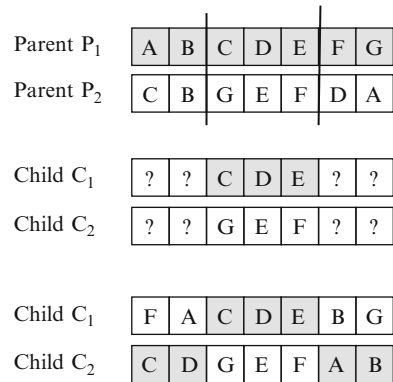 Parent P₁ A B C D E F G
Parent P₂ C B G E F D A
Child C₁ ? ? C D E ? ?
Child C₂ ? ? G E F ? ?
Child C₁ F A C D E B G
Child C₂ C D G E F A B